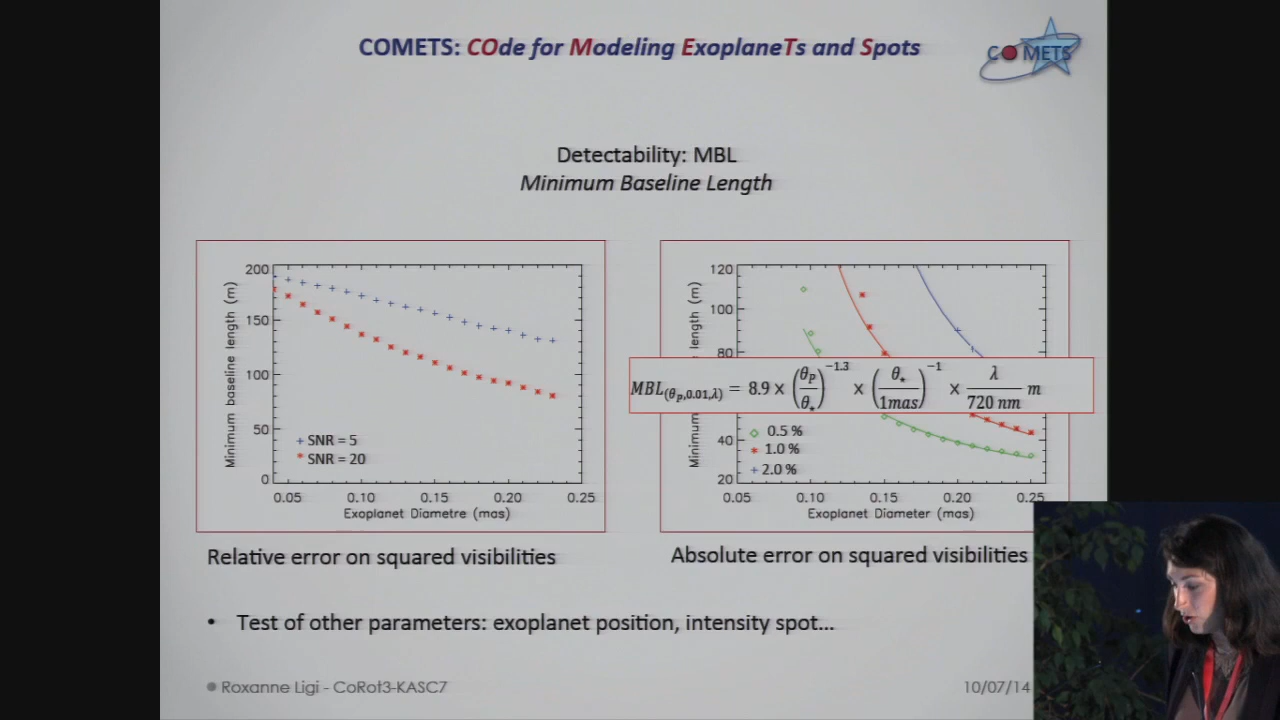 COMETS: COde for Modeling ExoplaneTs and Spots
C METS
Detectability: MBL
Minimum Baseline Length
200
150
100
50
0
Minimum baseline length (m)
+ SNR = 5
* SNR = 20
0.05 0.10 0.15 0.20 0.25
Exoplanet Diametre (mas)
120
100
80
40
20
Minimum length (m)
MBL(θP,0.01,λ) = 8.9 × (θP/θ⋆)^−1.3 × (θ⋆/1mas)^−1 × λ/720 nm m
◇ 0.5 %
* 1.0 %
+ 2.0 %
0.05 0.10 0.15 0.20 0.25
Exoplanet Diameter (mas)
Relative error on squared visibilities
Absolute error on squared visibilities
• Test of other parameters: exoplanet position, intensity spot...
Roxanne Ligi - CoRot3-KASC7
10/07/14